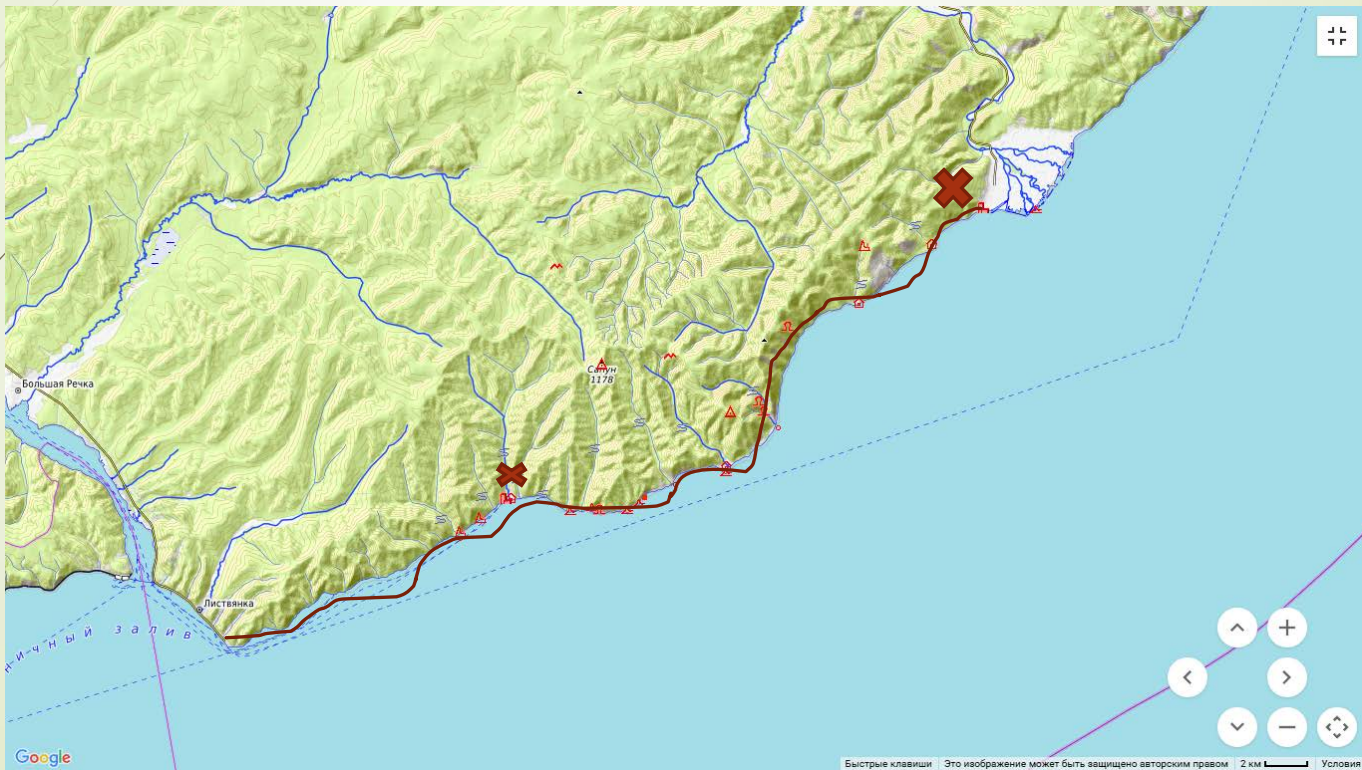 Большая Речка
Сапун
1178
Листвянка
ничный залив
Google
Быстрые клавиши
Это изображение может быть защищено авторским правом
2 км
Условия